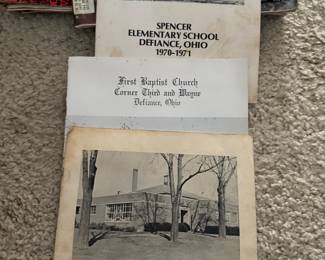 SPENCER
ELEMENTARY SCHOOL
DEFIANCE, OHIO
1970-1971
First Baptist Church
Corner Third and Wayne
Defiance, Ohio